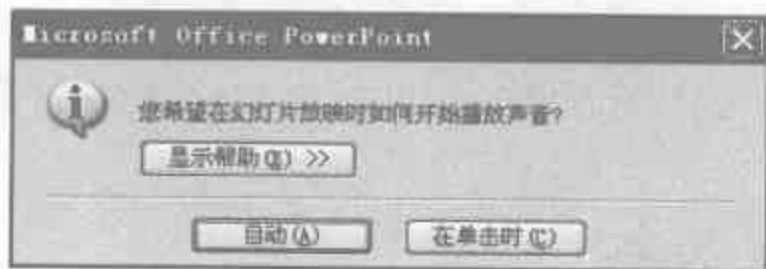 Microsoft Office PowerPoint
您希望在幻灯片放映时如何开始播放声音?
显示帮助(E) >>
自动(A)
在单击时(C)